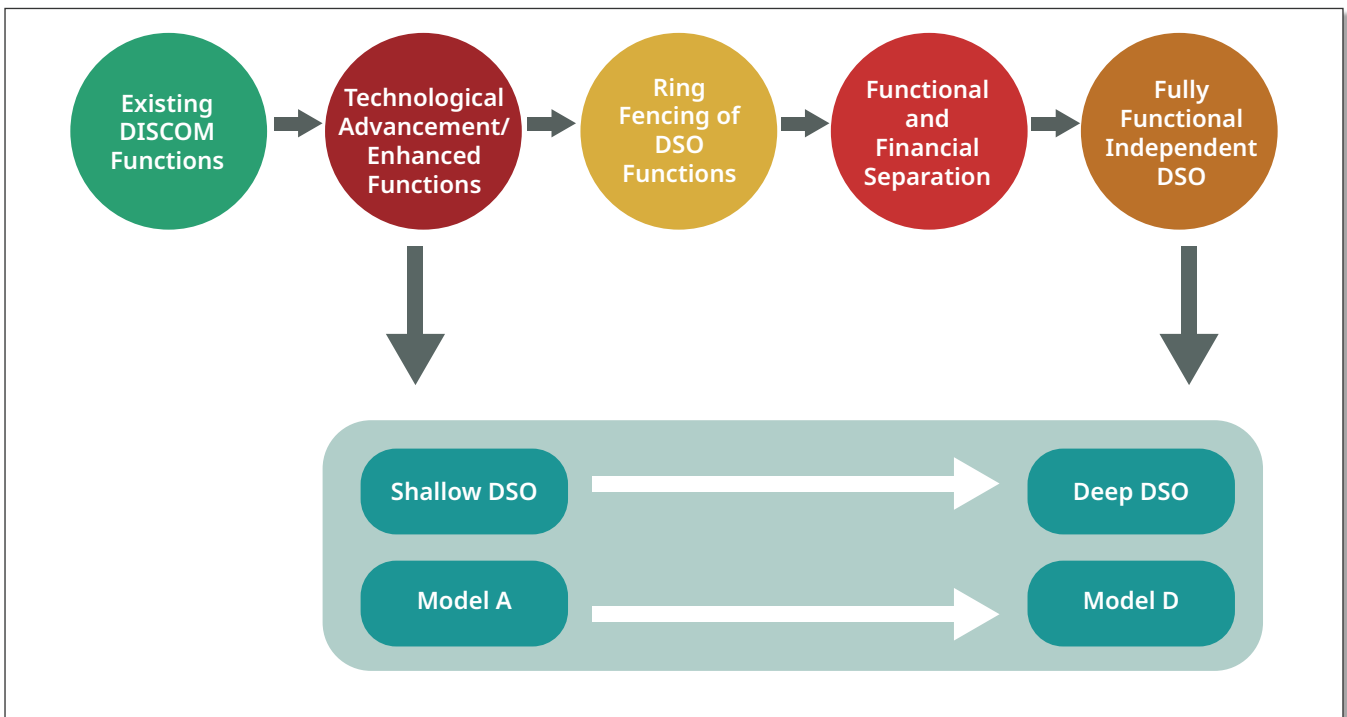 Existing
DISCOM
Functions
Technological
Advancement/
Enhanced
Functions
Ring
Fencing of
DSO
Functions
Functional
and
Financial
Separation
Fully
Functional
Independent
DSO
Shallow DSO
Deep DSO
Model A
Model D